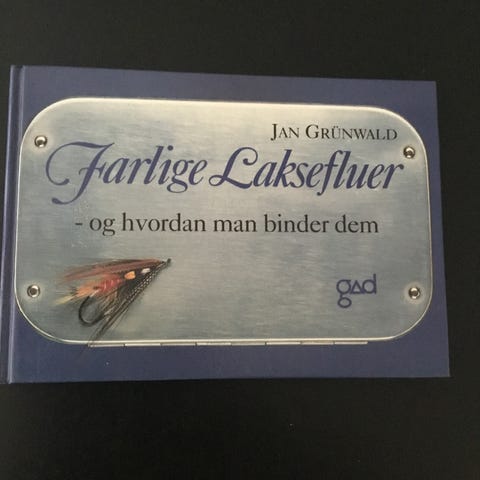 JAN GRÜNWALD
Farlige Laksefluer
- og hvordan man binder dem
gad